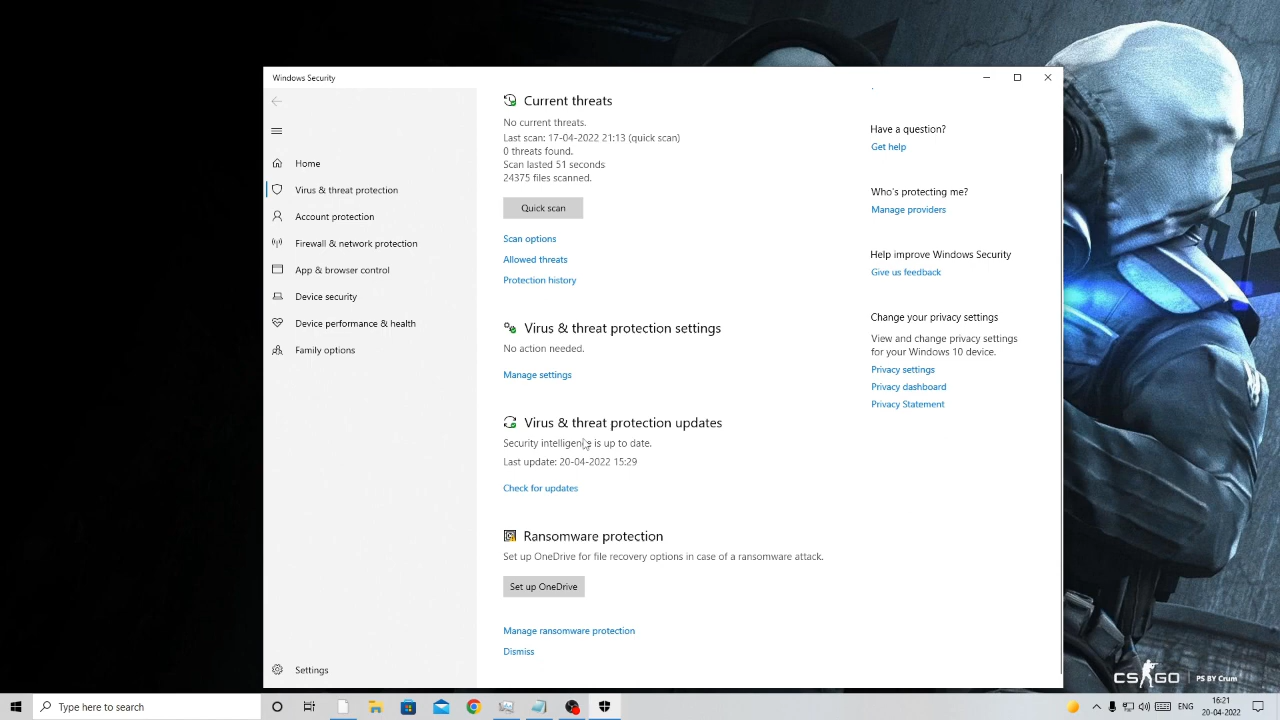 Windows Security
Current threats
No current threats.
Last scan: 17-04-2022 21:13 (quick scan)
0 threats found.
Scan lasted 51 seconds
24375 files scanned.
Quick scan
Scan options
Allowed threats
Protection history
Virus & threat protection settings
No action needed.
Manage settings
Virus & threat protection updates
Security intelligence is up to date.
Last update: 20-04-2022 15:29
Check for updates
Ransomware protection
Set up OneDrive for file recovery options in case of a ransomware attack.
Set up OneDrive
Manage ransomware protection
Dismiss
Home
Virus & threat protection
Account protection
Firewall & network protection
App & browser control
Device security
Device performance & health
Family options
Settings
Have a question?
Get help
Who's protecting me?
Manage providers
Help improve Windows Security
Give us feedback
Change your privacy settings
View and change privacy settings
for your Windows 10 device.
Privacy settings
Privacy dashboard
Privacy Statement
CS GO PS BY Crum
Type here to search
ENG
16:21
20-04-2022